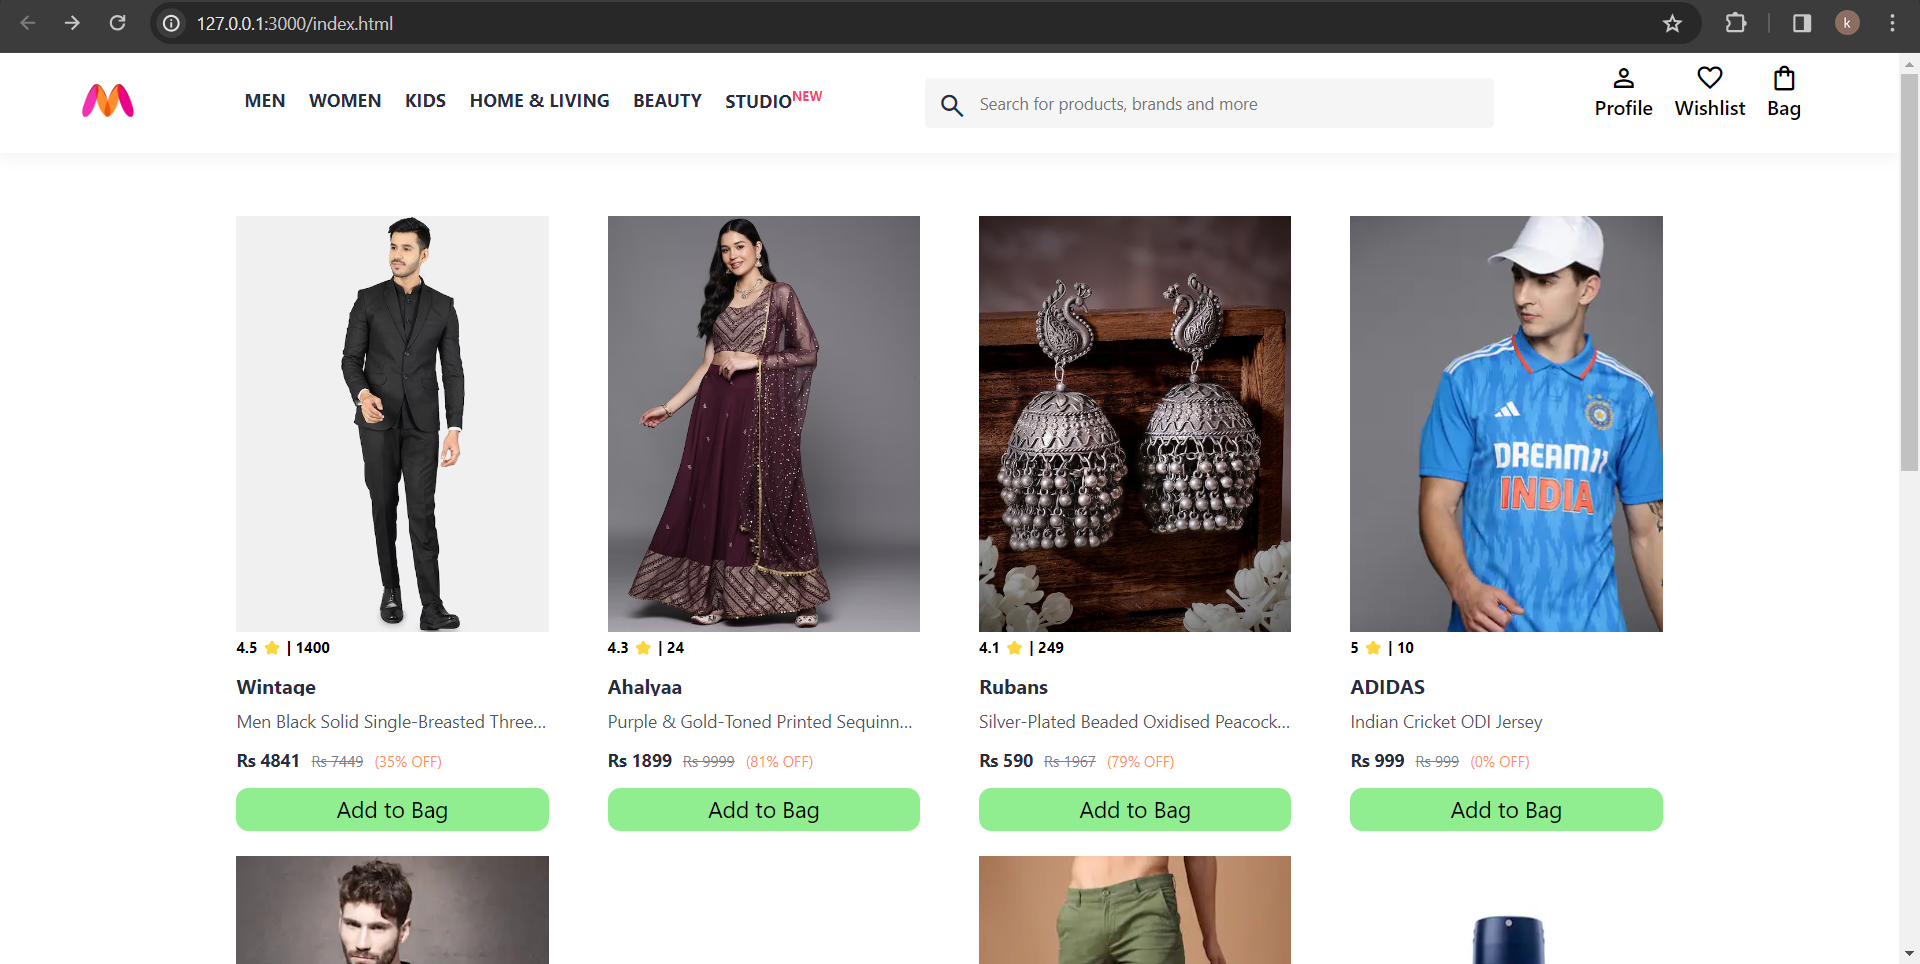 127.0.0.1:3000/index.html
k
MEN WOMEN KIDS HOME & LIVING BEAUTY STUDIONEW
Search for products, brands and more
Profile Wishlist Bag
DREAM11
INDIA
4.5 | 1400
Wintage
Men Black Solid Single-Breasted Three...
Rs 4841 Rs 7449 (35% OFF)
Add to Bag
4.3 | 24
Ahalyaa
Purple & Gold-Toned Printed Sequinn...
Rs 1899 Rs 9999 (81% OFF)
Add to Bag
4.1 | 249
Rubans
Silver-Plated Beaded Oxidised Peacock...
Rs 590 Rs 1967 (79% OFF)
Add to Bag
5 | 10
ADIDAS
Indian Cricket ODI Jersey
Rs 999 Rs 999 (0% OFF)
Add to Bag